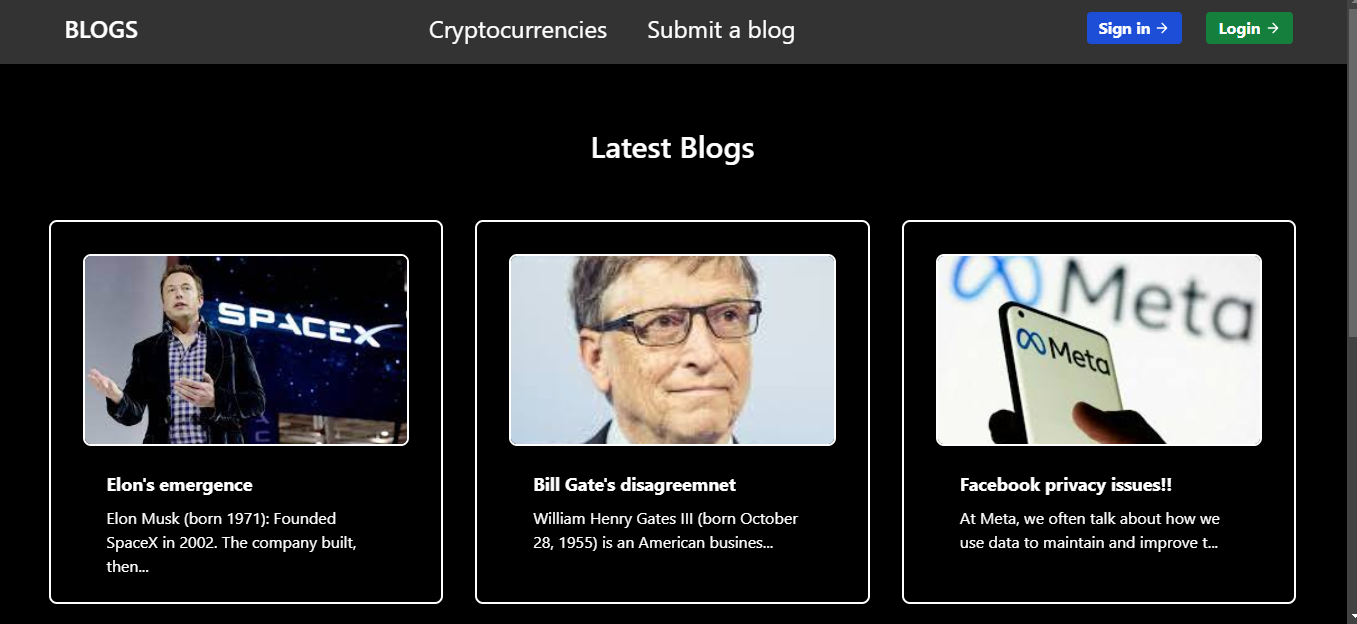 BLOGS
Cryptocurrencies
Submit a blog
Sign in →
Login →
Latest Blogs
SPACEX
Elon's emergence
Elon Musk (born 1971): Founded
SpaceX in 2002. The company built,
then...
Bill Gate's disagreemnet
William Henry Gates III (born October
28, 1955) is an American busines...
Meta
Meta
Facebook privacy issues!!
At Meta, we often talk about how we
use data to maintain and improve t...